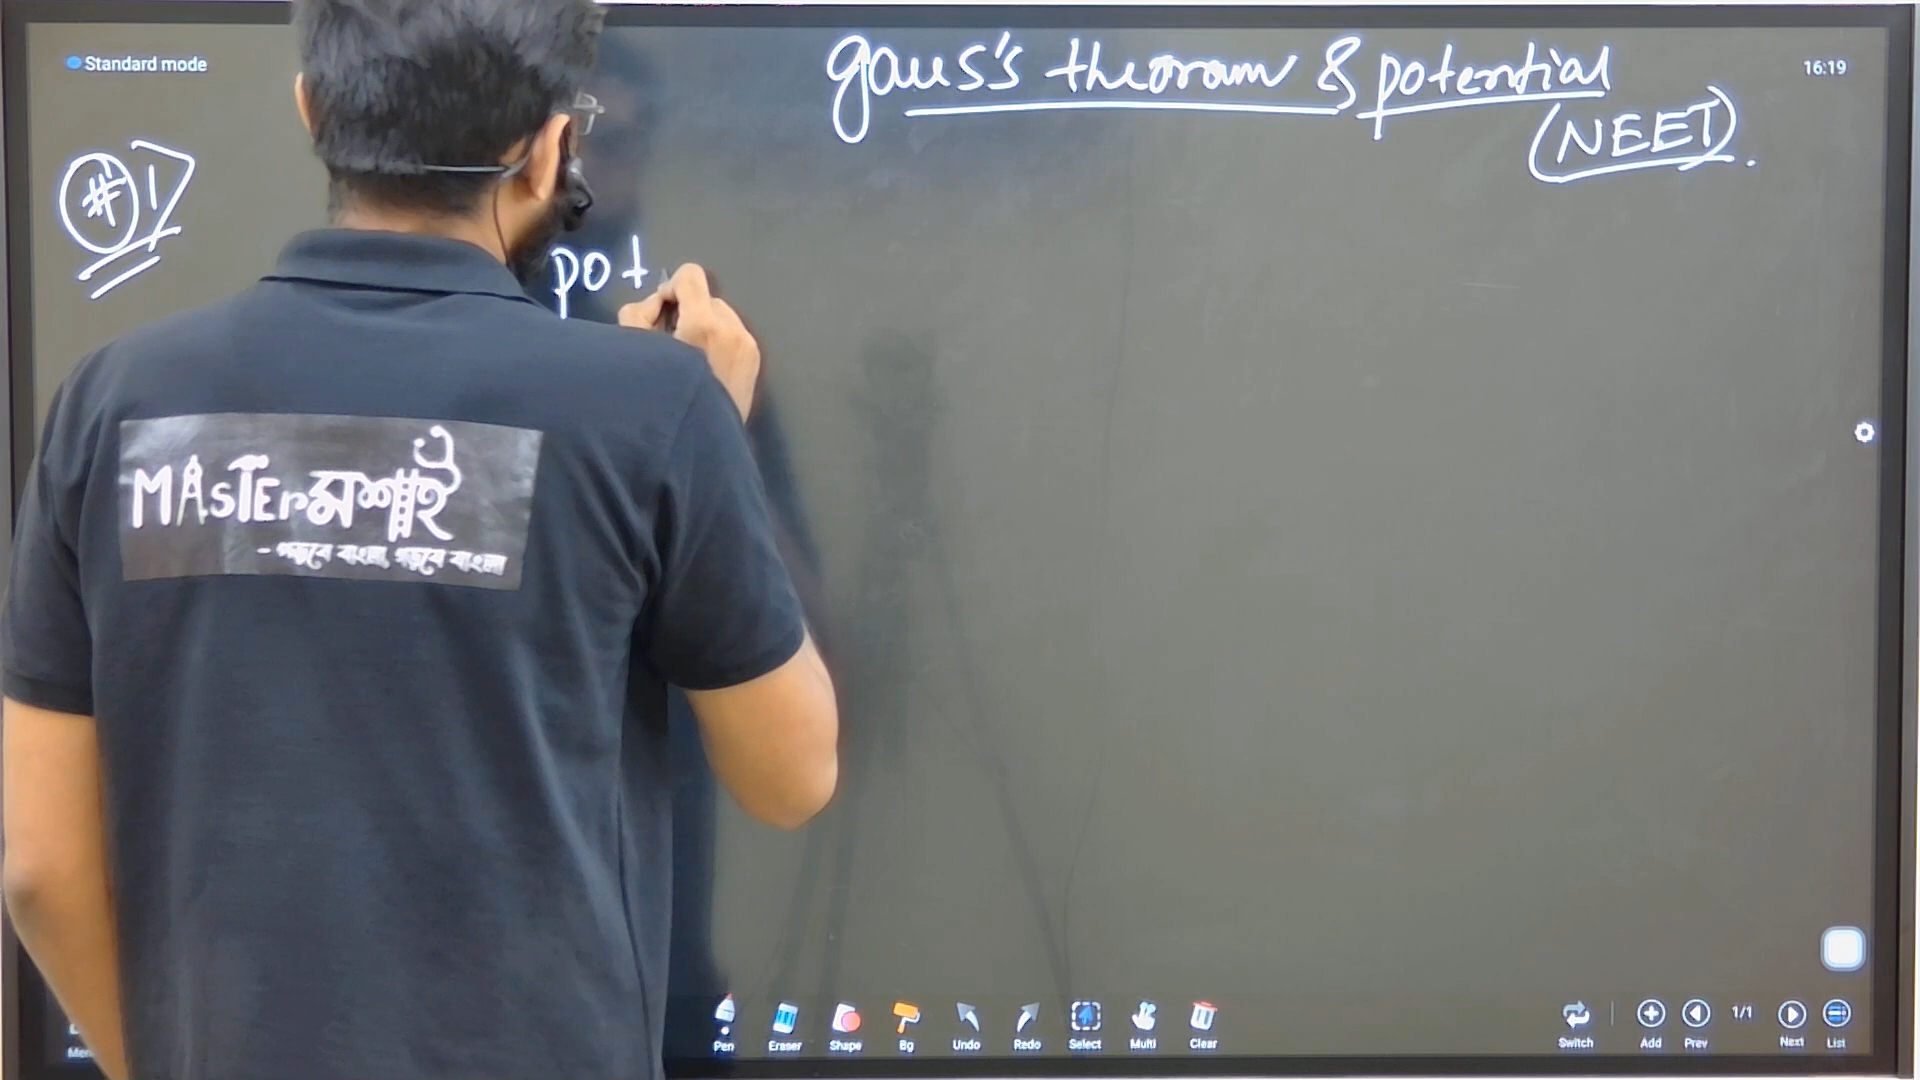 Standard mode
gauss's theoram & potential
16:19
(NEET).
#1
pot
MASTErমশাই
- পড়বে বাংলা, গড়বে বাংলা
Pen Eraser Shape Bg Undo Redo Select Multi Clear Switch Add Prev 1/1 Next List